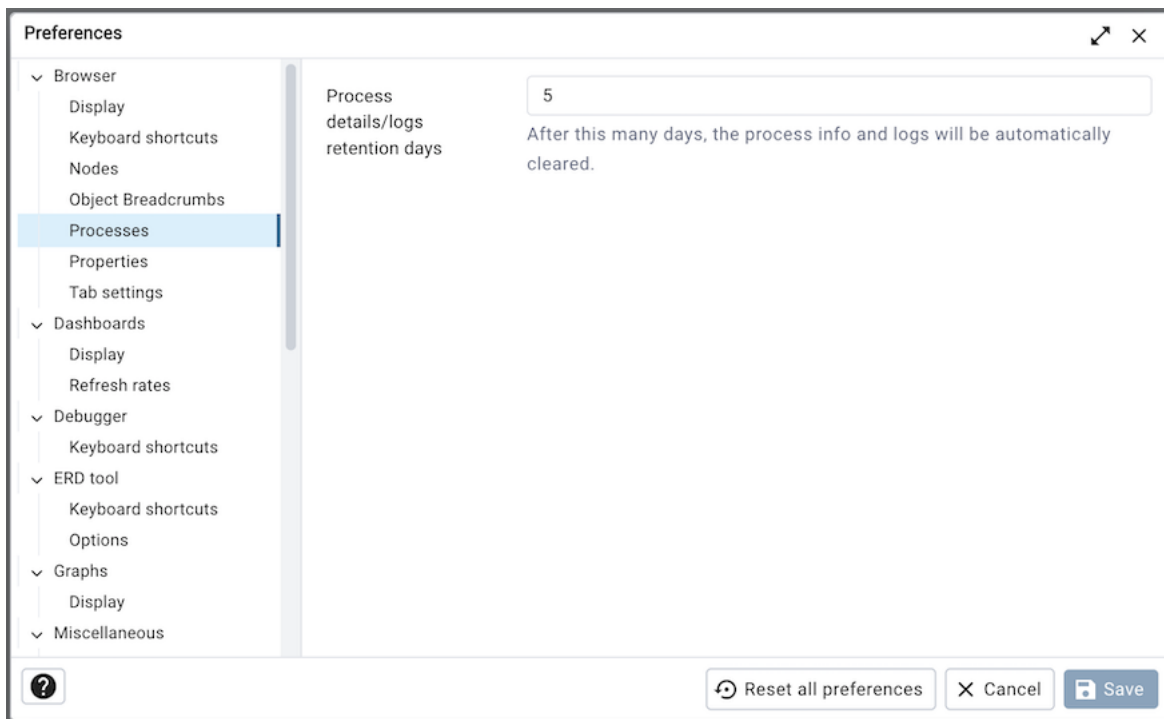 Preferences
Browser
Display
Keyboard shortcuts
Nodes
Object Breadcrumbs
Processes
Properties
Tab settings
Dashboards
Display
Refresh rates
Debugger
Keyboard shortcuts
ERD tool
Keyboard shortcuts
Options
Graphs
Display
Miscellaneous
Process
details/logs
retention days
5
After this many days, the process info and logs will be automatically
cleared.
?
Reset all preferences
Cancel
Save